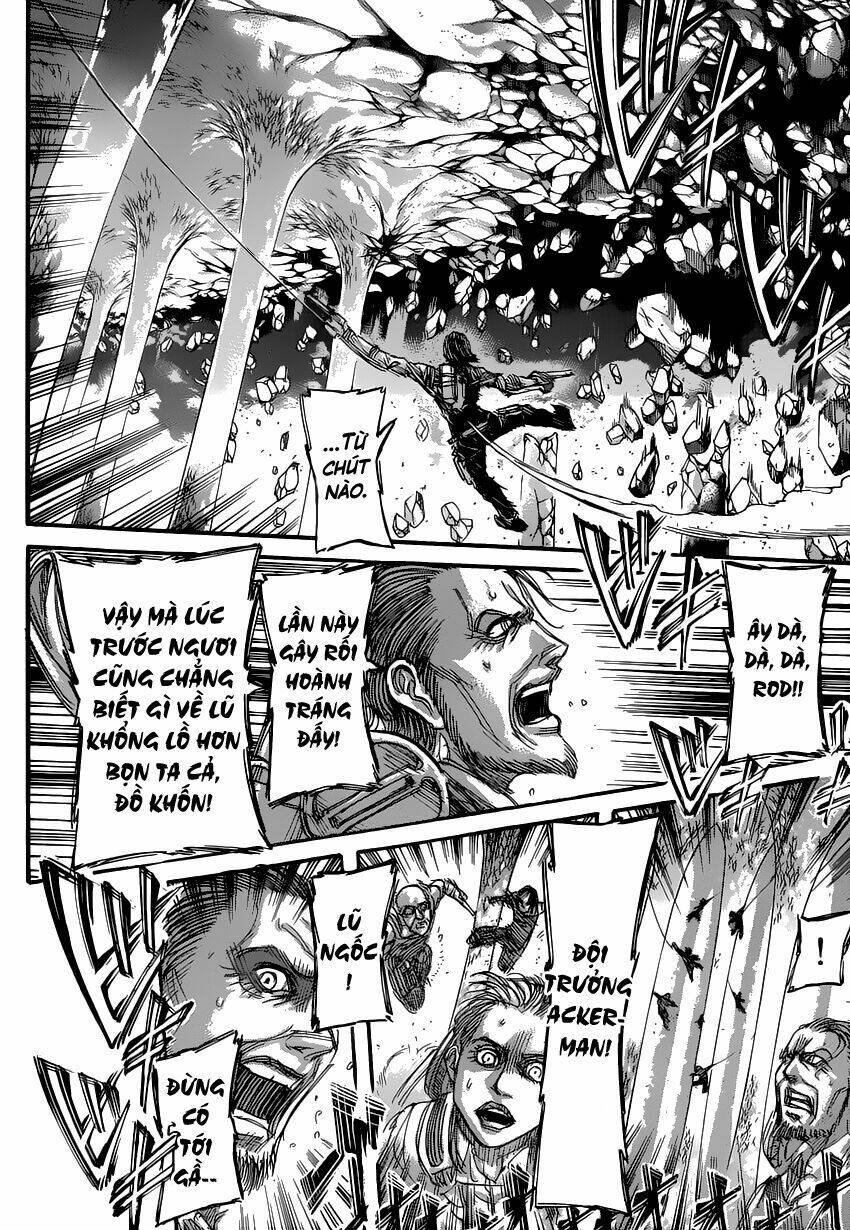 ...TỪ
CHÚT
NÀO.
ÂY DÀ,
DÀ, DÀ,
ROD!!
LẦN NÀY
GÂY RỐI
HOÀNH
TRÁNG
ĐẤY!
VẬY MÀ LÚC
TRƯỚC NGƯƠI
CŨNG CHẲNG
BIẾT GÌ VỀ LŨ
KHỔNG LỒ HƠN
BỌN TA CẢ,
ĐỒ KHỐN!
!
ĐỘI
TRƯỞNG
ACKER-
MAN!
LŨ
NGỐC
!
ĐỪNG
CÓ
TỚI
GẦ--